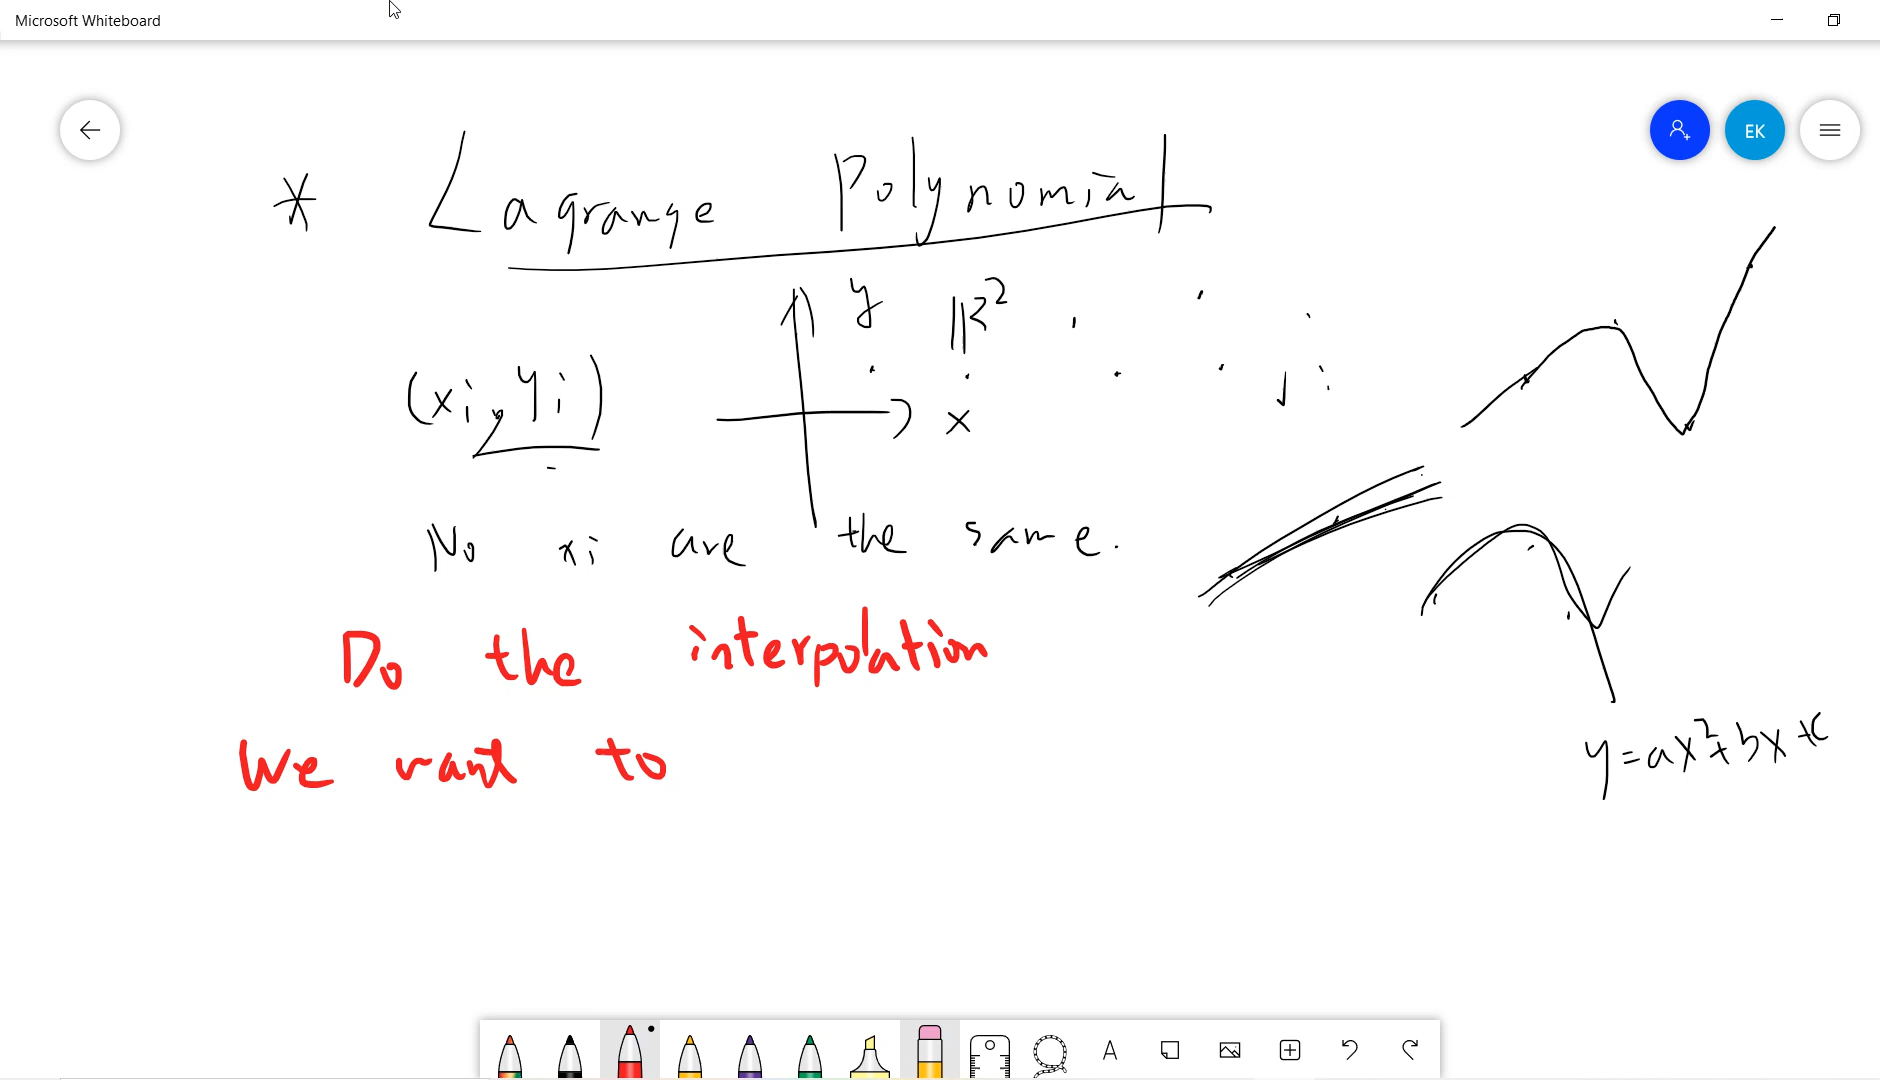 Microsoft Whiteboard
EK
* Lagrange Polynomial
y ℝ²
(xi, yi)
x
No xi are the same.
Do the interpolation
We want to
y = ax² + bx + c
A